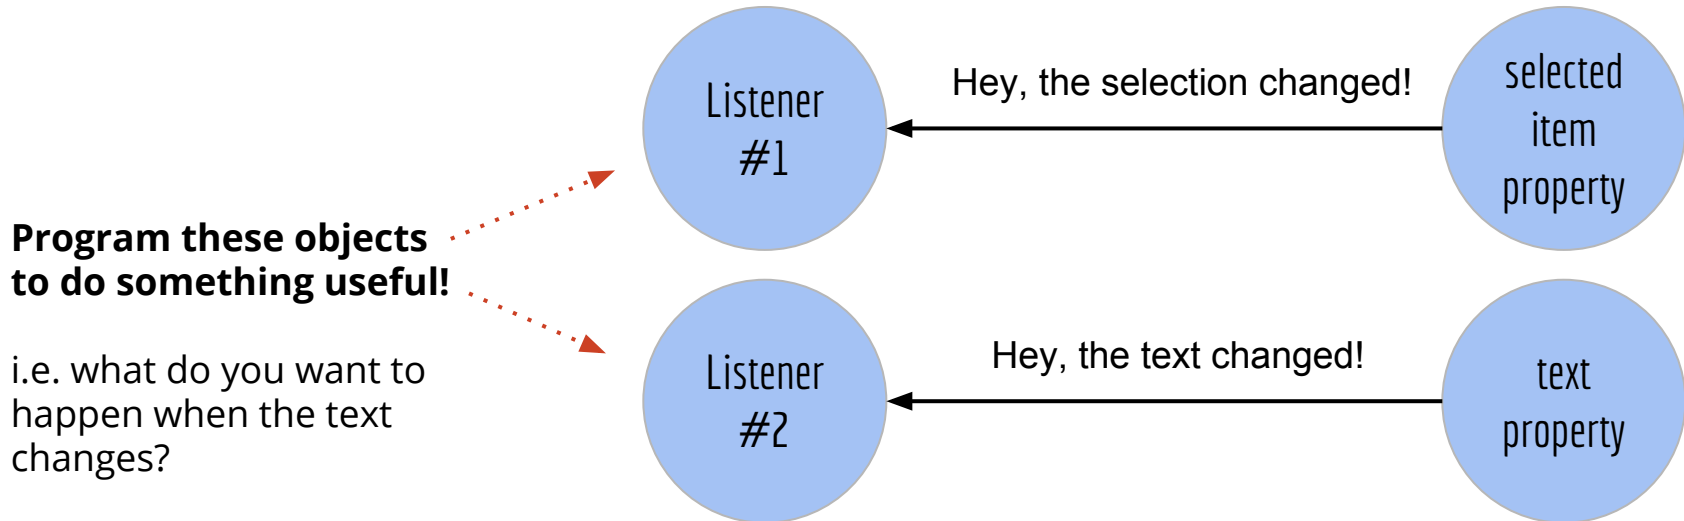 Program these objects
to do something useful!
i.e. what do you want to
happen when the text
changes?
Listener
#1
Hey, the selection changed!
selected
item
property
Listener
#2
Hey, the text changed!
text
property